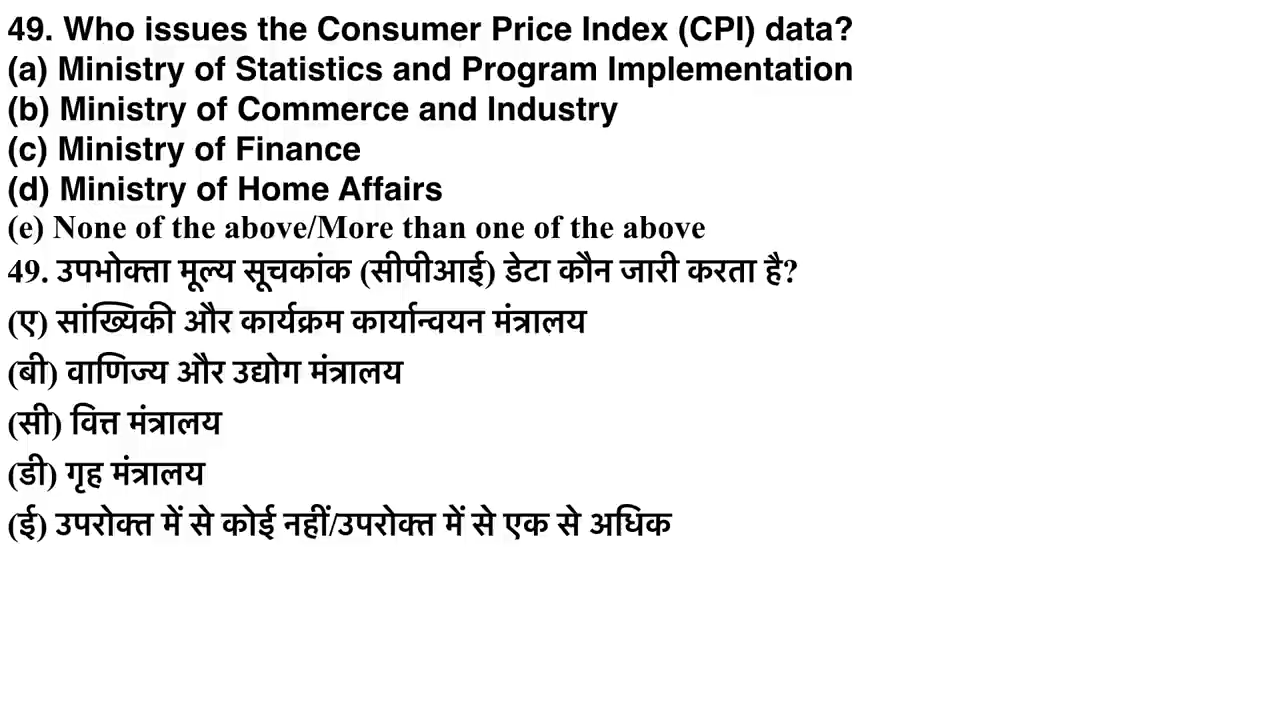 49. Who issues the Consumer Price Index (CPI) data?
(a) Ministry of Statistics and Program Implementation
(b) Ministry of Commerce and Industry
(c) Ministry of Finance
(d) Ministry of Home Affairs
(e) None of the above/More than one of the above
49. उपभोक्ता मूल्य सूचकांक (सीपीआई) डेटा कौन जारी करता है?
(ए) सांख्यिकी और कार्यक्रम कार्यान्वयन मंत्रालय
(बी) वाणिज्य और उद्योग मंत्रालय
(सी) वित्त मंत्रालय
(डी) गृह मंत्रालय
(ई) उपरोक्त में से कोई नहीं/उपरोक्त में से एक से अधिक